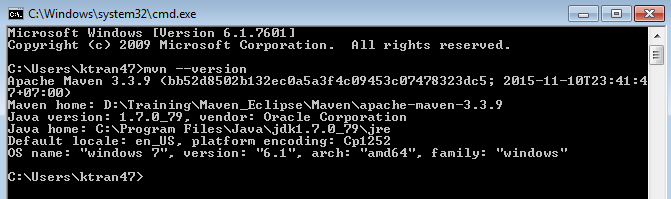 C:\Windows\system32\cmd.exe
Microsoft Windows [Version 6.1.7601]
Copyright (c) 2009 Microsoft Corporation.  All rights reserved.
C:\Users\ktran47>mvn --version
Apache Maven 3.3.9 (bb52d8502b132ec0a5a3f4c09453c07478323dc5; 2015-11-10T23:41:4
7+07:00)
Maven home: D:\Training\Maven_Eclipse\Maven\apache-maven-3.3.9
Java version: 1.7.0_79, vendor: Oracle Corporation
Java home: C:\Program Files\Java\jdk1.7.0_79\jre
Default locale: en_US, platform encoding: Cp1252
OS name: "windows 7", version: "6.1", arch: "amd64", family: "windows"
C:\Users\ktran47>